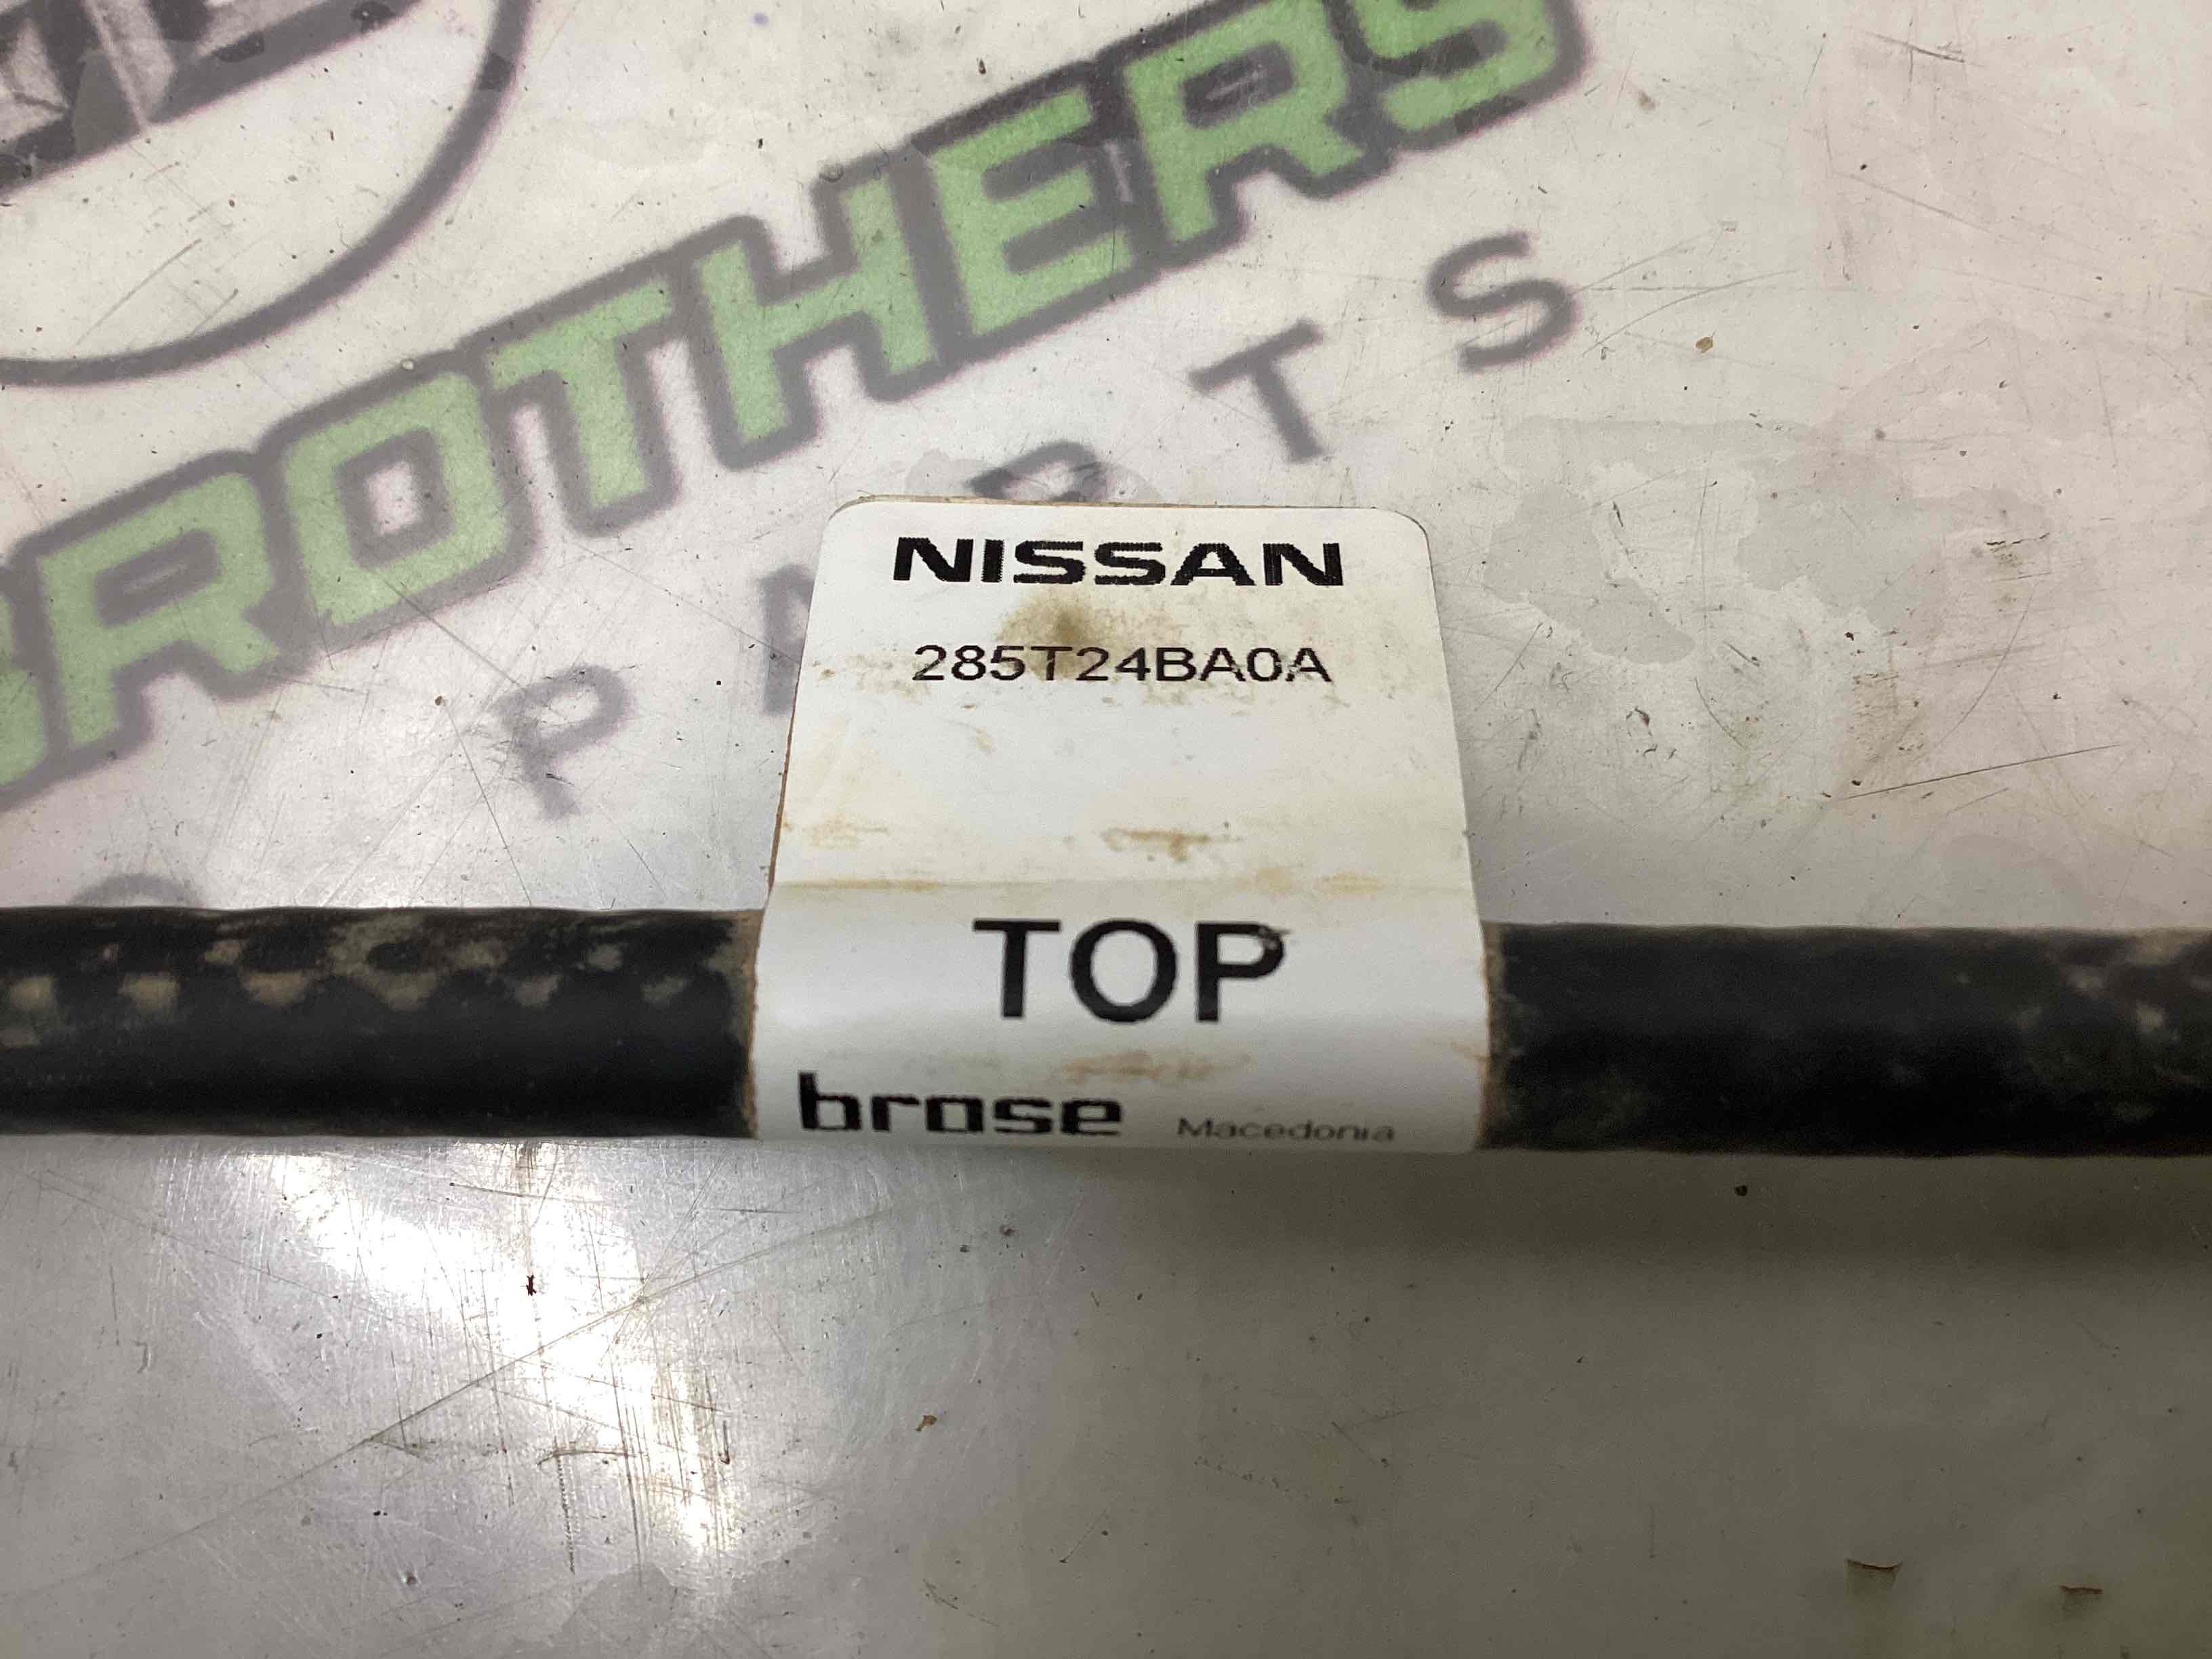 BROTHERS
PARTS
NISSAN
285T24BA0A
TOP
brose Macedonia